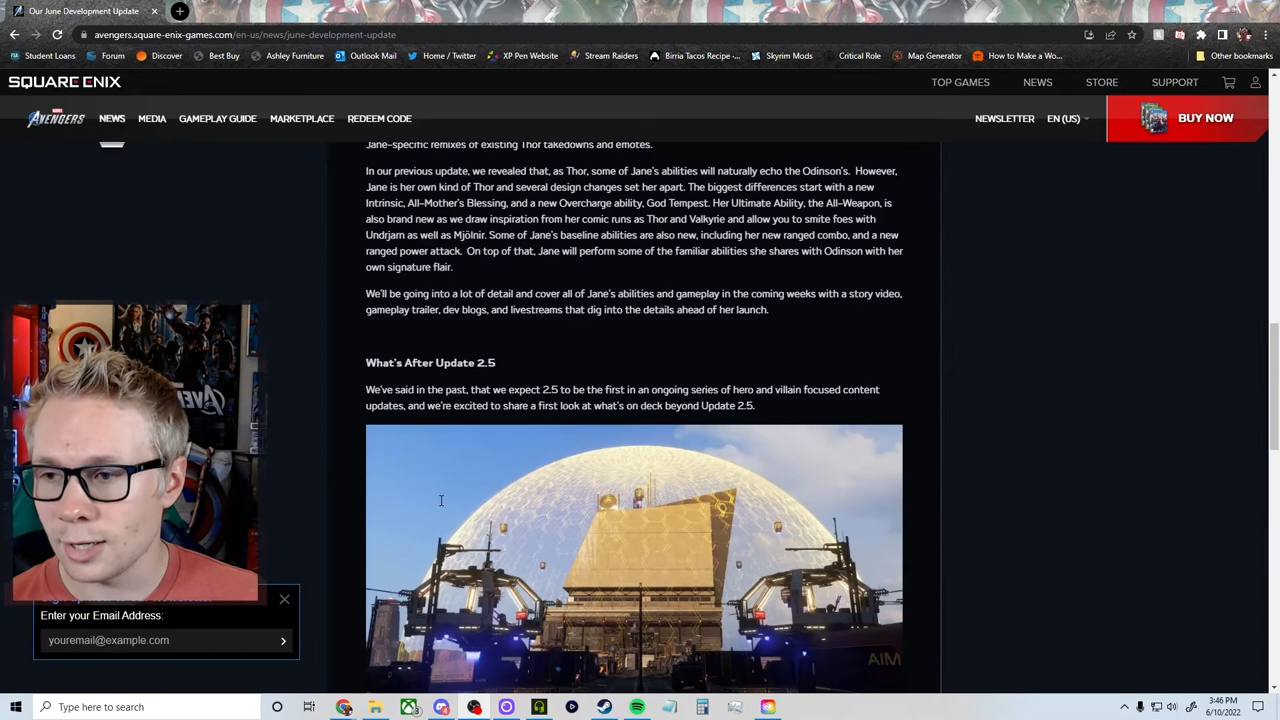 Our June Development Update
avengers.square-enix-games.com/en-us/news/june-development-update
Student Loans Forum Discover Best Buy Ashley Furniture Outlook Mail Home / Twitter XP Pen Website Stream Raiders Birria Tacos Recipe -... Skyrim Mods Critical Role Map Generator How to Make a Wo... Other bookmarks
SQUARE ENIX TOP GAMES NEWS STORE SUPPORT
MARVEL AVENGERS NEWS MEDIA GAMEPLAY GUIDE MARKETPLACE REDEEM CODE NEWSLETTER EN (US) BUY NOW
Jane-specific remixes of existing Thor takedowns and emotes.
In our previous update, we revealed that, as Thor, some of Jane's abilities will naturally echo the Odinson's. However,
Jane is her own kind of Thor and several design changes set her apart. The biggest differences start with a new
Intrinsic, All-Mother's Blessing, and a new Overcharge ability, God Tempest. Her Ultimate Ability, the All-Weapon, is
also brand new as we draw inspiration from her comic runs as Thor and Valkyrie and allow you to smite foes with
Undrjarn as well as Mjölnir. Some of Jane's baseline abilities are also new, including her new ranged combo, and a new
ranged power attack. On top of that, Jane will perform some of the familiar abilities she shares with Odinson with her
own signature flair.
We'll be going into a lot of detail and cover all of Jane's abilities and gameplay in the coming weeks with a story video,
gameplay trailer, dev blogs, and livestreams that dig into the details ahead of her launch.
What's After Update 2.5
We've said in the past, that we expect 2.5 to be the first in an ongoing series of hero and villain focused content
updates, and we're excited to share a first look at what's on deck beyond Update 2.5.
AIM
Enter your Email Address:
youremail@example.com
Type here to search
3:46 PM
6/10/2022